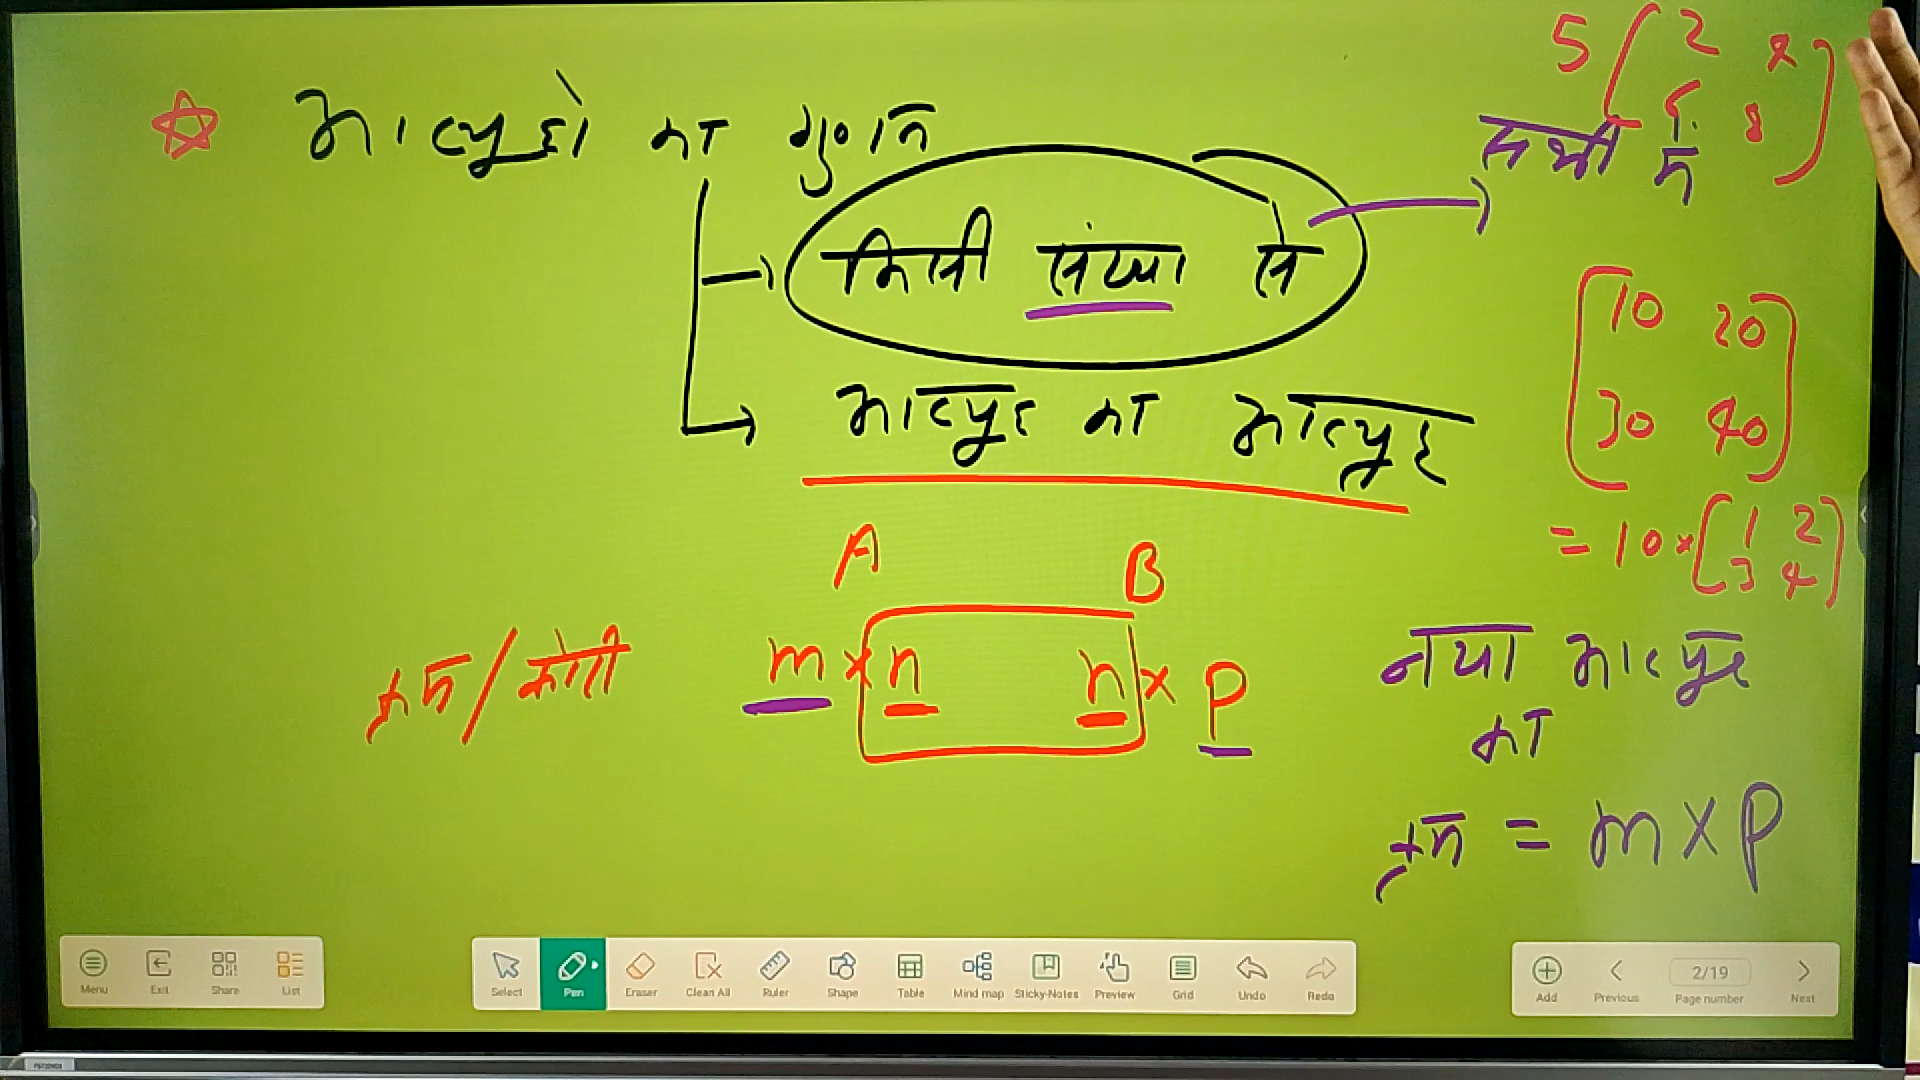 आव्यूहो का गुणन
किसी संख्या से
आव्यूह का आव्यूह
5 ( 2 4
6 8 )
सभी में
[ 10 20
30 40 ]
= 10 × [ 1 2
3 4 ]
A B
क्रम / कोटी m × n n × P
नया आव्यूह
का
क्रम = m × P
Menu Exit Share List
Select Pen Eraser Clean All Ruler Shape Table Mind map Sticky-Notes Preview Grid Undo Redo
Add Previous 2/19 Page number Next